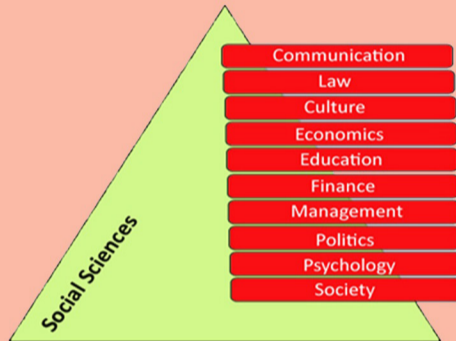 Communication
Law
Culture
Economics
Education
Finance
Management
Politics
Psychology
Society
Social Sciences